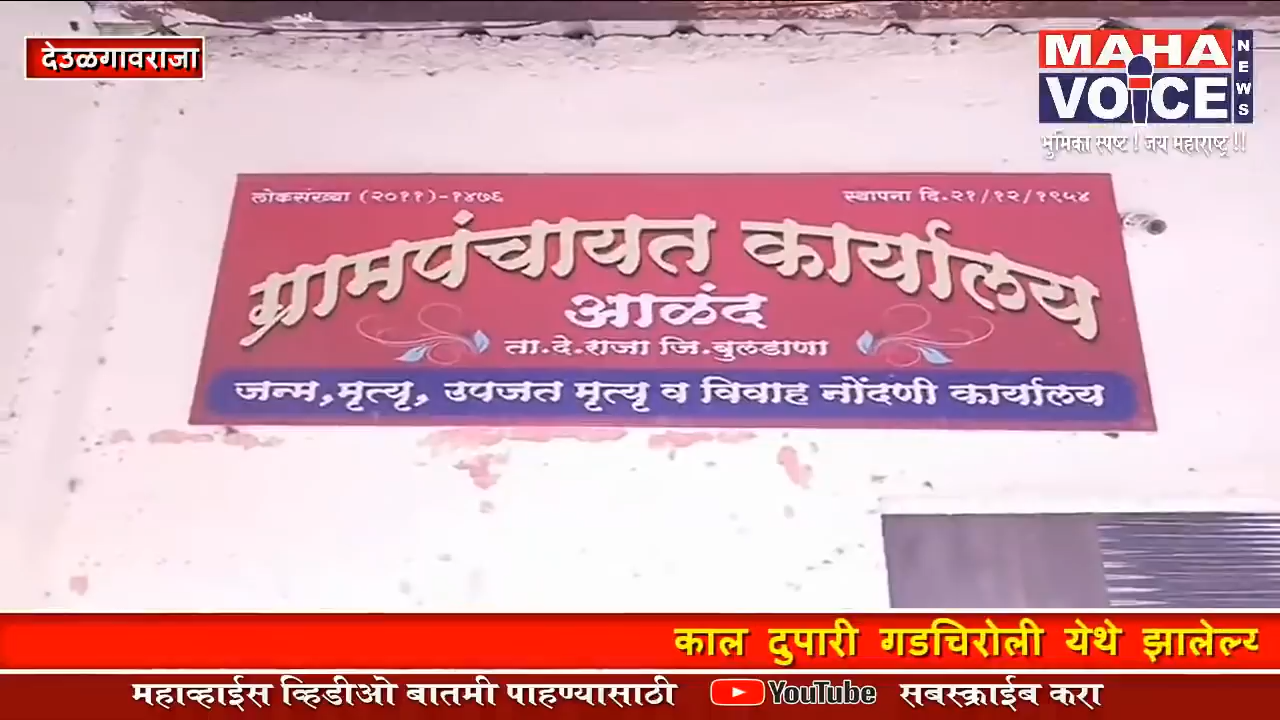 देउळगावराजा
MAHA
VOICE
NEWS
भुमिका स्पष्ट ! जय महाराष्ट्र !!
लोकसंख्या (२०११)-१४७६
स्थापना दि.२१/१२/१९५४
ग्रामपंचायत कार्यालय
आळंद
ता.दे.राजा जि.बुलडाणा
जन्म,मृत्यू, उपजत मृत्यू व विवाह नोंदणी कार्यालय
काल दुपारी गडचिरोली येथे
महाव्हाईस व्हिडीओ बातमी पाहण्यासाठी YouTube सबस्क्राईब करा